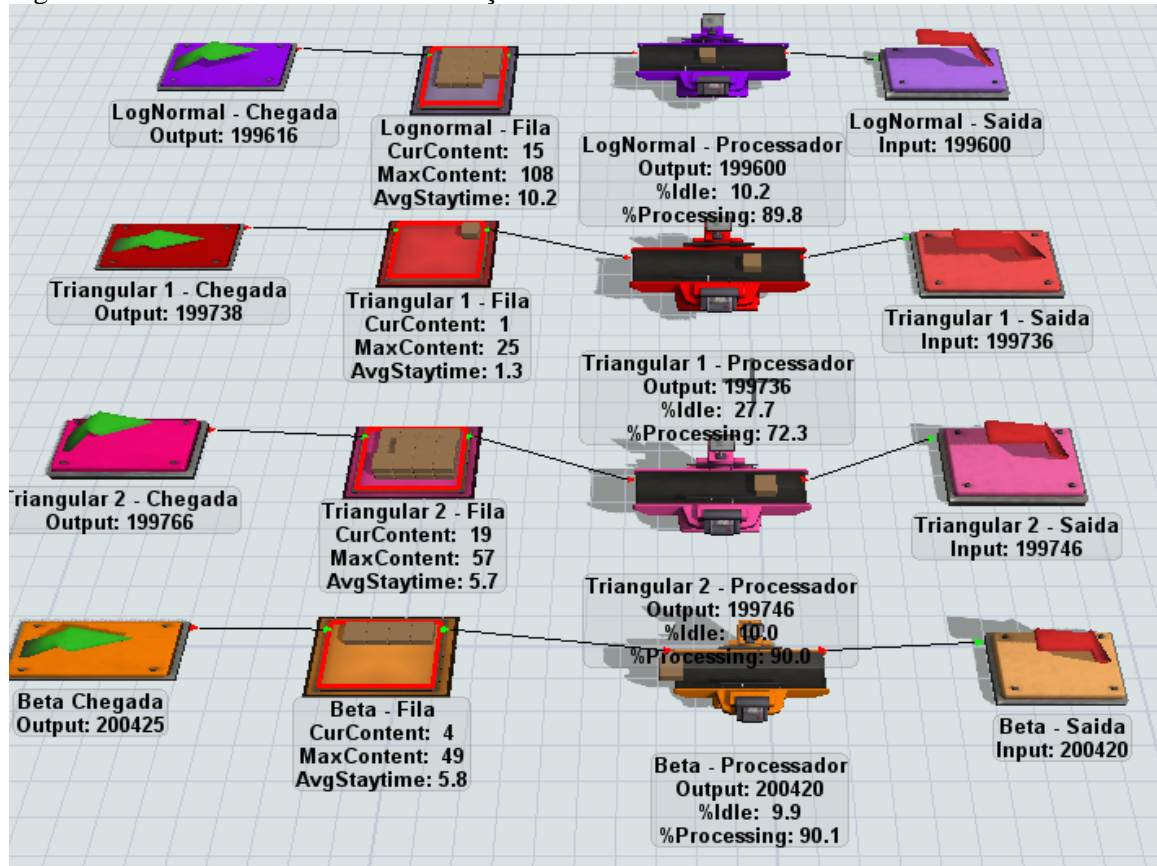 LogNormal - Chegada
Output: 199616
Lognormal - Fila
CurContent: 15
MaxContent: 108
AvgStaytime: 10.2
LogNormal - Processador
Output: 199600
%Idle: 10.2
%Processing: 89.8
LogNormal - Saida
Input: 199600
Triangular 1 - Chegada
Output: 199738
Triangular 1 - Fila
CurContent: 1
MaxContent: 25
AvgStaytime: 1.3
Triangular 1 - Processador
Output: 199736
%Idle: 27.7
%Processing: 72.3
Triangular 1 - Saida
Input: 199736
Triangular 2 - Chegada
Output: 199766
Triangular 2 - Fila
CurContent: 19
MaxContent: 57
AvgStaytime: 5.7
Triangular 2 - Processador
Output: 199746
%Idle: 10.0
%Processing: 90.0
Triangular 2 - Saida
Input: 199746
Beta Chegada
Output: 200425
Beta - Fila
CurContent: 4
MaxContent: 49
AvgStaytime: 5.8
Beta - Processador
Output: 200420
%Idle: 9.9
%Processing: 90.1
Beta - Saida
Input: 200420